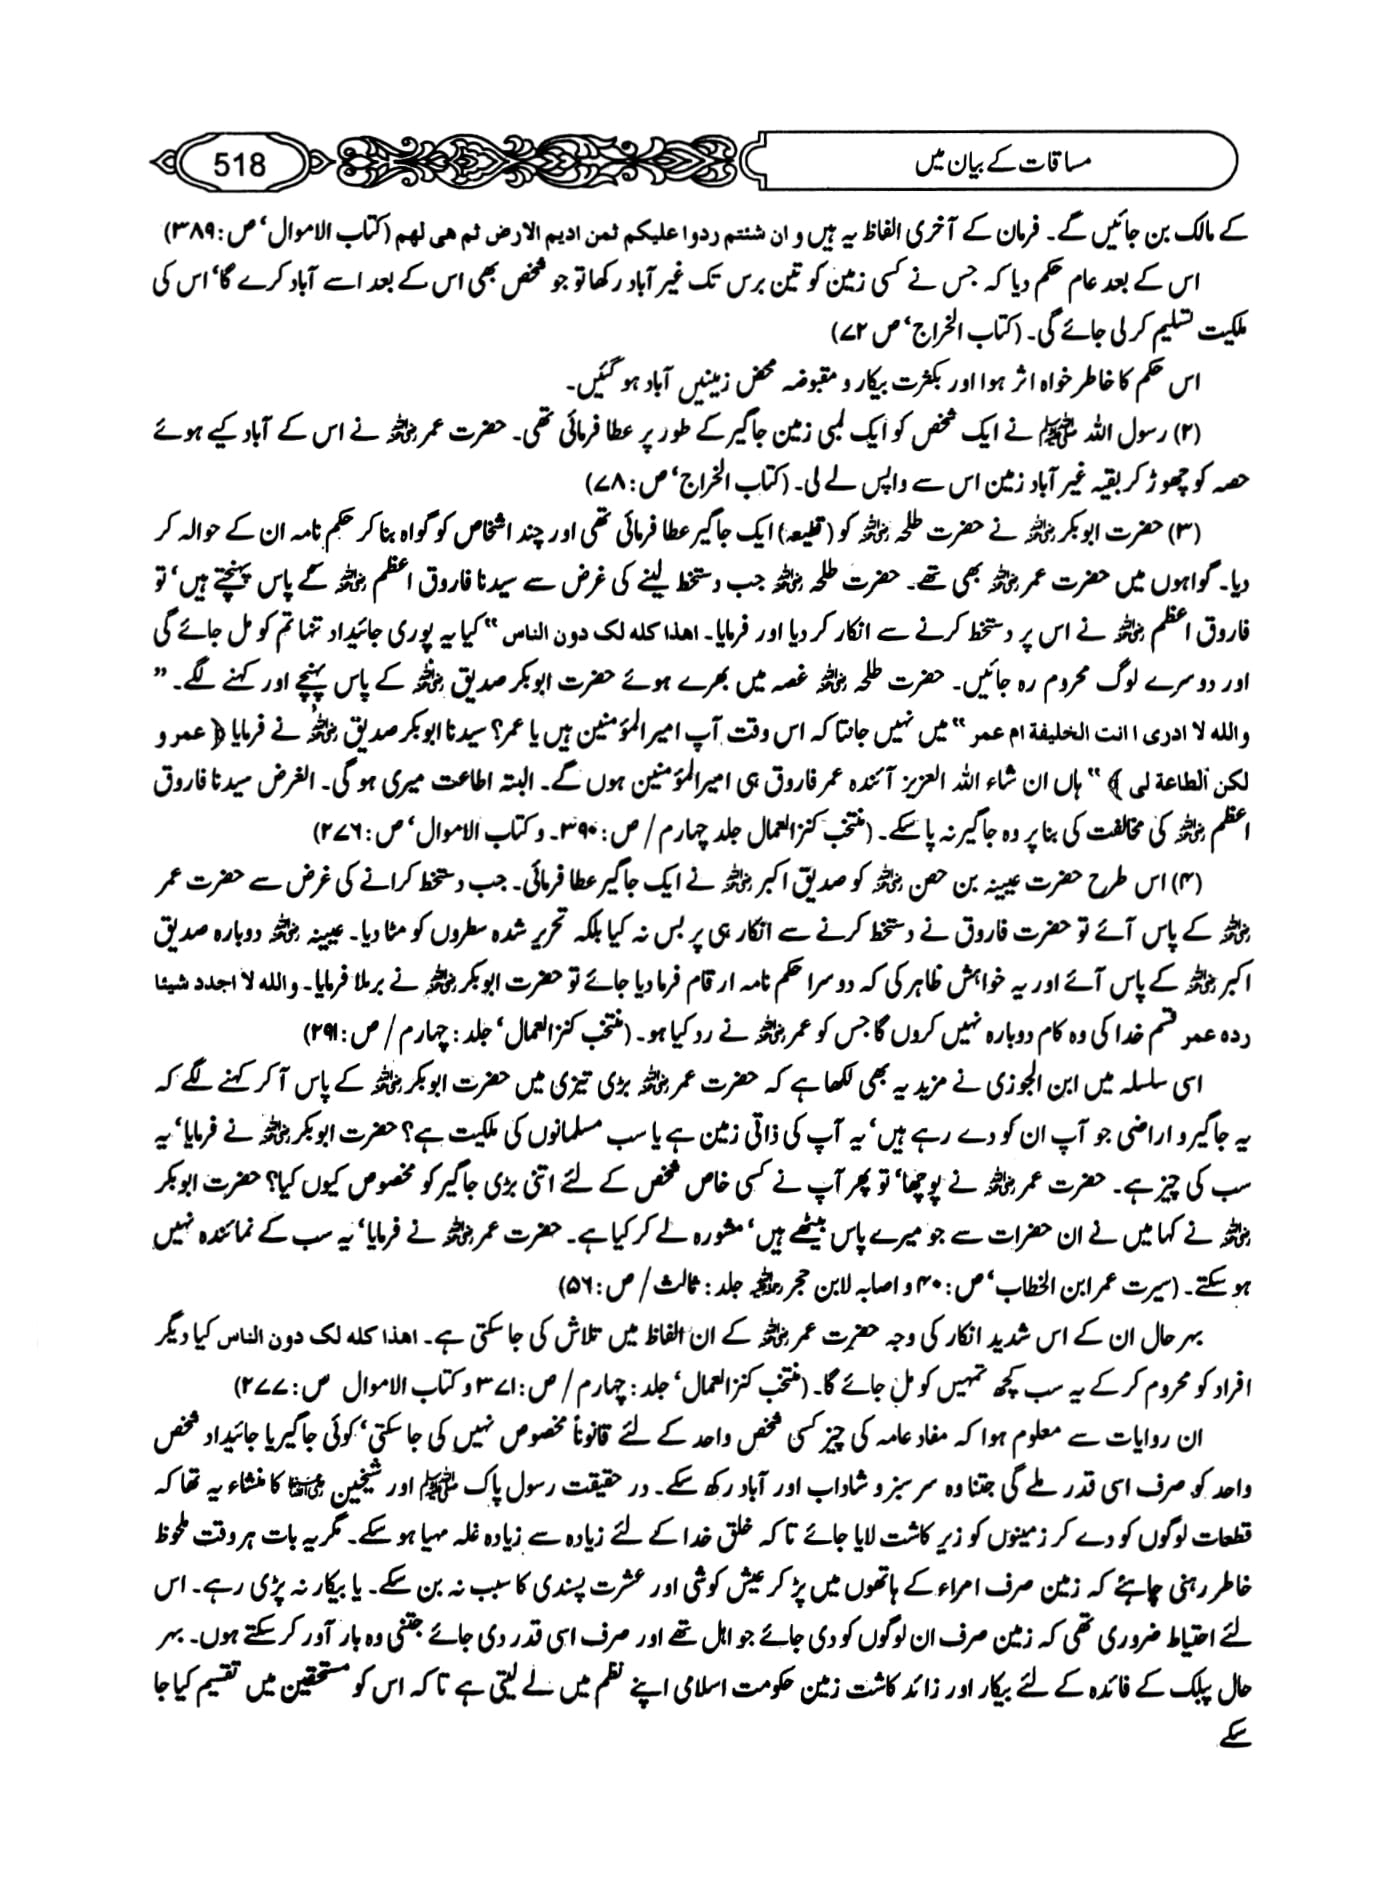 مساقات کے بیان میں
518
کے مالک بن جائیں گے۔ فرمان کے آخری الفاظ یہ ہیں و ان شئتم ردوا علیکم ثمن ادیم الارض ثم ھی لھم (کتاب الاموال‘ ص:۳۸۹)
اس کے بعد عام حکم دیا کہ جس نے کسی زمین کو تین برس تک غیر آباد رکھا تو جو شخص بھی اس کے بعد اسے آباد کرے گا‘ اس کی
ملکیت تسلیم کر لی جائے گی۔ (کتاب الخراج‘ ص ۷۲)
اس حکم کا خاطر خواہ اثر ہوا اور بکثرت بیکار و مقبوضہ محض زمینیں آباد ہو گئیں۔
(۲) رسول اللہ ﷺ نے ایک شخص کو ایک لمبی زمین جاگیر کے طور پر عطا فرمائی تھی۔ حضرت عمر رضی اللہ عنہ نے اس کے آباد کیے ہوئے
حصہ کو چھوڑ کر بقیہ غیر آباد زمین اس سے واپس لے لی۔ (کتاب الخراج‘ ص:۷۸)
(۳) حضرت ابو بکر رضی اللہ عنہ نے حضرت طلحہ رضی اللہ عنہ کو (قطیعہ) ایک جاگیر عطا فرمائی تھی اور چند اشخاص کو گواہ بنا کر حکم نامہ ان کے حوالہ کر
دیا۔ گواہوں میں حضرت عمر رضی اللہ عنہ بھی تھے۔ حضرت طلحہ رضی اللہ عنہ جب دستخط لینے کی غرض سے سیدنا فاروق اعظم رضی اللہ عنہ کے پاس پہنچتے ہیں‘ تو
فاروق اعظم رضی اللہ عنہ نے اس پر دستخط کرنے سے انکار کر دیا اور فرمایا۔ اھذا کلہ لک دون الناس “ کیا یہ پوری جائیداد تنہا تم کو مل جائے گی
اور دوسرے لوگ محروم رہ جائیں۔ حضرت طلحہ رضی اللہ عنہ غصہ میں بھرے ہوئے حضرت ابو بکر صدیق رضی اللہ عنہ کے پاس پہنچے اور کہنے لگے۔ ”
واللہ لا ادری ا انت الخلیفة ام عمر “ میں نہیں جانتا کہ اس وقت آپ امیرالمؤمنین ہیں یا عمر؟ سیدنا ابو بکر صدیق رضی اللہ عنہ نے فرمایا ﴿ عمر و
لکن الطاعة لی ﴾ “ ہاں ان شاء اللہ العزیز آئندہ عمر فاروق ہی امیرالمؤمنین ہوں گے۔ البتہ اطاعت میری ہو گی۔ الغرض سیدنا فاروق
اعظم رضی اللہ عنہ کی مخالفت کی بنا پر وہ جاگیر نہ پا سکے۔ (منتخب کنزالعمال جلد چہارم / ص:۳۹۰۔ و کتاب الاموال‘ ص:۲۷۶)
(۴) اس طرح حضرت عیینہ بن حصن رضی اللہ عنہ کو صدیق اکبر رضی اللہ عنہ نے ایک جاگیر عطا فرمائی۔ جب دستخط کرانے کی غرض سے حضرت عمر
رضی اللہ عنہ کے پاس آئے تو حضرت فاروق نے دستخط کرنے سے انکار ہی پر بس نہ کیا بلکہ تحریر شدہ سطروں کو مٹا دیا۔ عیینہ رضی اللہ عنہ دوبارہ صدیق
اکبر رضی اللہ عنہ کے پاس آئے اور یہ خواہش ظاہر کی کہ دوسرا حکم نامہ ارقام فرما دیا جائے تو حضرت ابو بکر رضی اللہ عنہ نے برملا فرمایا۔ واللہ لا اجدد شیئا
ردہ عمر قسم خدا کی وہ کام دوبارہ نہیں کروں گا جس کو عمر رضی اللہ عنہ نے رد کیا ہو۔ (منتخب کنزالعمال‘ جلد:چہارم / ص:۲۹۱)
اسی سلسلہ میں ابن الجوزی نے مزید یہ بھی لکھا ہے کہ حضرت عمر رضی اللہ عنہ بڑی تیزی میں حضرت ابو بکر رضی اللہ عنہ کے پاس آ کر کہنے لگے کہ
یہ جاگیر و اراضی جو آپ ان کو دے رہے ہیں‘ یہ آپ کی ذاتی زمین ہے یا سب مسلمانوں کی ملکیت ہے؟ حضرت ابو بکر رضی اللہ عنہ نے فرمایا‘ یہ
سب کی چیز ہے۔ حضرت عمر رضی اللہ عنہ نے پوچھا‘ تو پھر آپ نے کسی خاص شخص کے لئے اتنی بڑی جاگیر کو مخصوص کیوں کیا؟ حضرت ابو بکر
رضی اللہ عنہ نے کہا میں نے ان حضرات سے جو میرے پاس بیٹھے ہیں‘ مشورہ لے کر کیا ہے۔ حضرت عمر رضی اللہ عنہ نے فرمایا‘ یہ سب کے نمائندہ نہیں
ہو سکتے۔ (سیرت عمر ابن الخطاب‘ ص:۴۰ و اصابہ لابن حجر رحمہ اللہ جلد:ثالث / ص:۵۶)
بہر حال ان کے اس شدید انکار کی وجہ حضرت عمر رضی اللہ عنہ کے ان الفاظ میں تلاش کی جا سکتی ہے۔ اھذا کلہ لک دون الناس کیا دیگر
افراد کو محروم کر کے یہ سب کچھ تمہیں کو مل جائے گا۔ (منتخب کنزالعمال‘ جلد:چہارم / ص:۳۷۱ و کتاب الاموال ص:۲۷۷)
ان روایات سے معلوم ہوا کہ مفاد عامہ کی چیز کسی شخص واحد کے لئے قانوناً مخصوص نہیں کی جا سکتی‘ کوئی جاگیر یا جائیداد شخص
واحد کو صرف اسی قدر ملے گی جتنا وہ سرسبز و شاداب اور آباد رکھ سکے۔ در حقیقت رسول پاک ﷺ اور شیخین رضی اللہ عنہما کا منشاء یہ تھا کہ
قطعات لوگوں کو دے کر زمینوں کو زیر کاشت لایا جائے تاکہ خلق خدا کے لئے زیادہ سے زیادہ غلہ مہیا ہو سکے۔ مگر یہ بات ہر وقت ملحوظ
خاطر رہنی چاہئے کہ زمین صرف امراء کے ہاتھوں میں پڑ کر عیش کوشی اور عشرت پسندی کا سبب نہ بن سکے۔ یا بیکار نہ پڑی رہے۔ اس
لئے احتیاط ضروری تھی کہ زمین صرف ان لوگوں کو دی جائے جو اہل تھے اور صرف اسی قدر دی جائے جتنی وہ بار آور کر سکتے ہوں۔ بہر
حال پبلک کے فائدہ کے لئے بیکار اور زائد کاشت زمین حکومت اسلامی اپنے نظم میں لے لیتی ہے تاکہ اس کو مستحقین میں تقسیم کیا جا
سکے